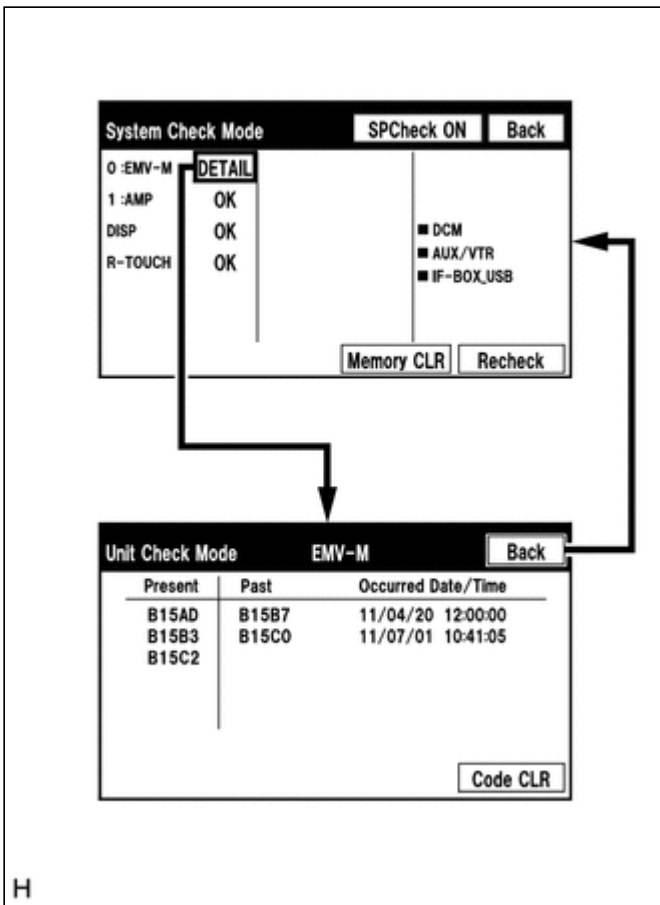 System Check Mode SPCheck ON Back
0 :EMV-M DETAIL
1 :AMP OK
DISP OK ■ DCM
R-TOUCH OK ■ AUX/VTR
■ IF-BOX_USB
Memory CLR Recheck
Unit Check Mode EMV-M Back
Present Past Occurred Date/Time
B15AD B15B7 11/04/20 12:00:00
B15B3 B15C0 11/07/01 10:41:05
B15C2
Code CLR
H